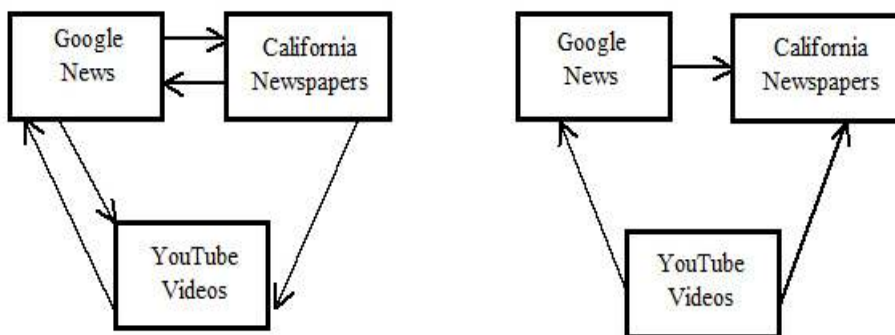 Google
News
California
Newspapers
YouTube
Videos
Google
News
California
Newspapers
YouTube
Videos